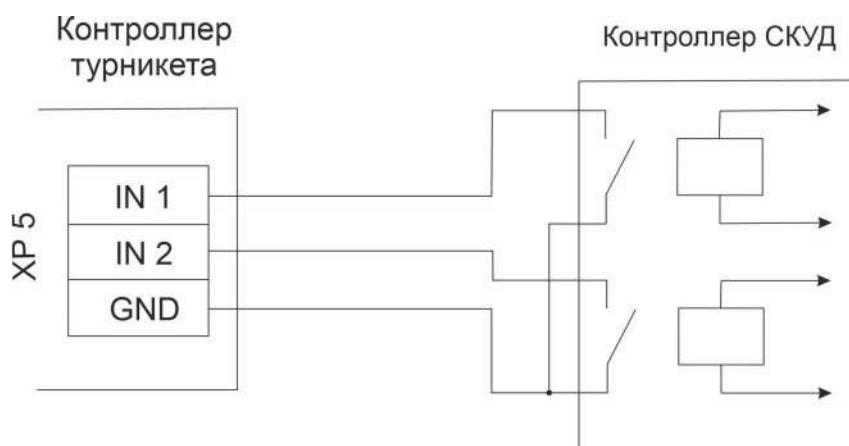 Контроллер
турникета
Контроллер СКУД
XP 5
IN 1
IN 2
GND